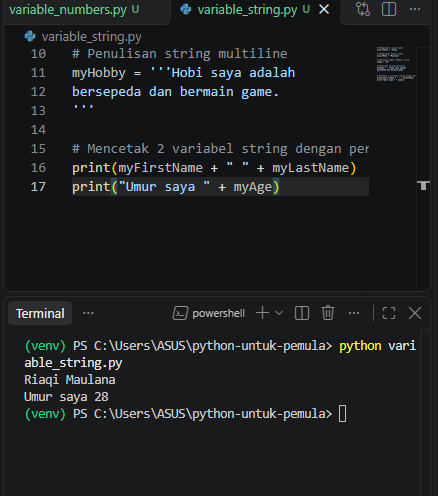 variable_numbers.py U
variable_string.py U
variable_string.py
10 # Penulisan string multiline
11 myHobby = '''Hobi saya adalah
12 bersepeda dan bermain game.
13 '''
14
15 # Mencetak 2 variabel string dengan per
16 print(myFirstName + " " + myLastName)
17 print("Umur saya " + myAge)
Terminal ··· powershell
(venv) PS C:\Users\ASUS\python-untuk-pemula> python vari
able_string.py
Riaqi Maulana
Umur saya 28
(venv) PS C:\Users\ASUS\python-untuk-pemula>